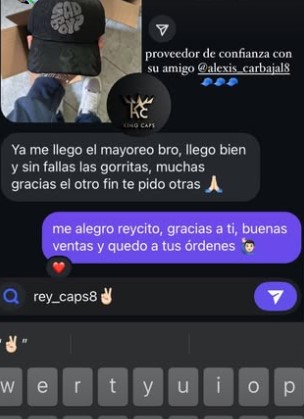 proveedor de confianza con
su amigo @alexis_carbajal8
🧢🧢🧢
KC
KING CAPS
Ya me llego el mayoreo bro, llego bien
y sin fallas las gorritas, muchas
gracias el otro fin te pido otras 🙏🏻
me alegro reycito, gracias a ti, buenas
ventas y quedo a tus órdenes 🙋🏻‍♂️
❤️
rey_caps8✌🏻
"✌🏻"
w e r t y u i o p